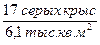 17 серых крыс
6,1 тыс.кв м²